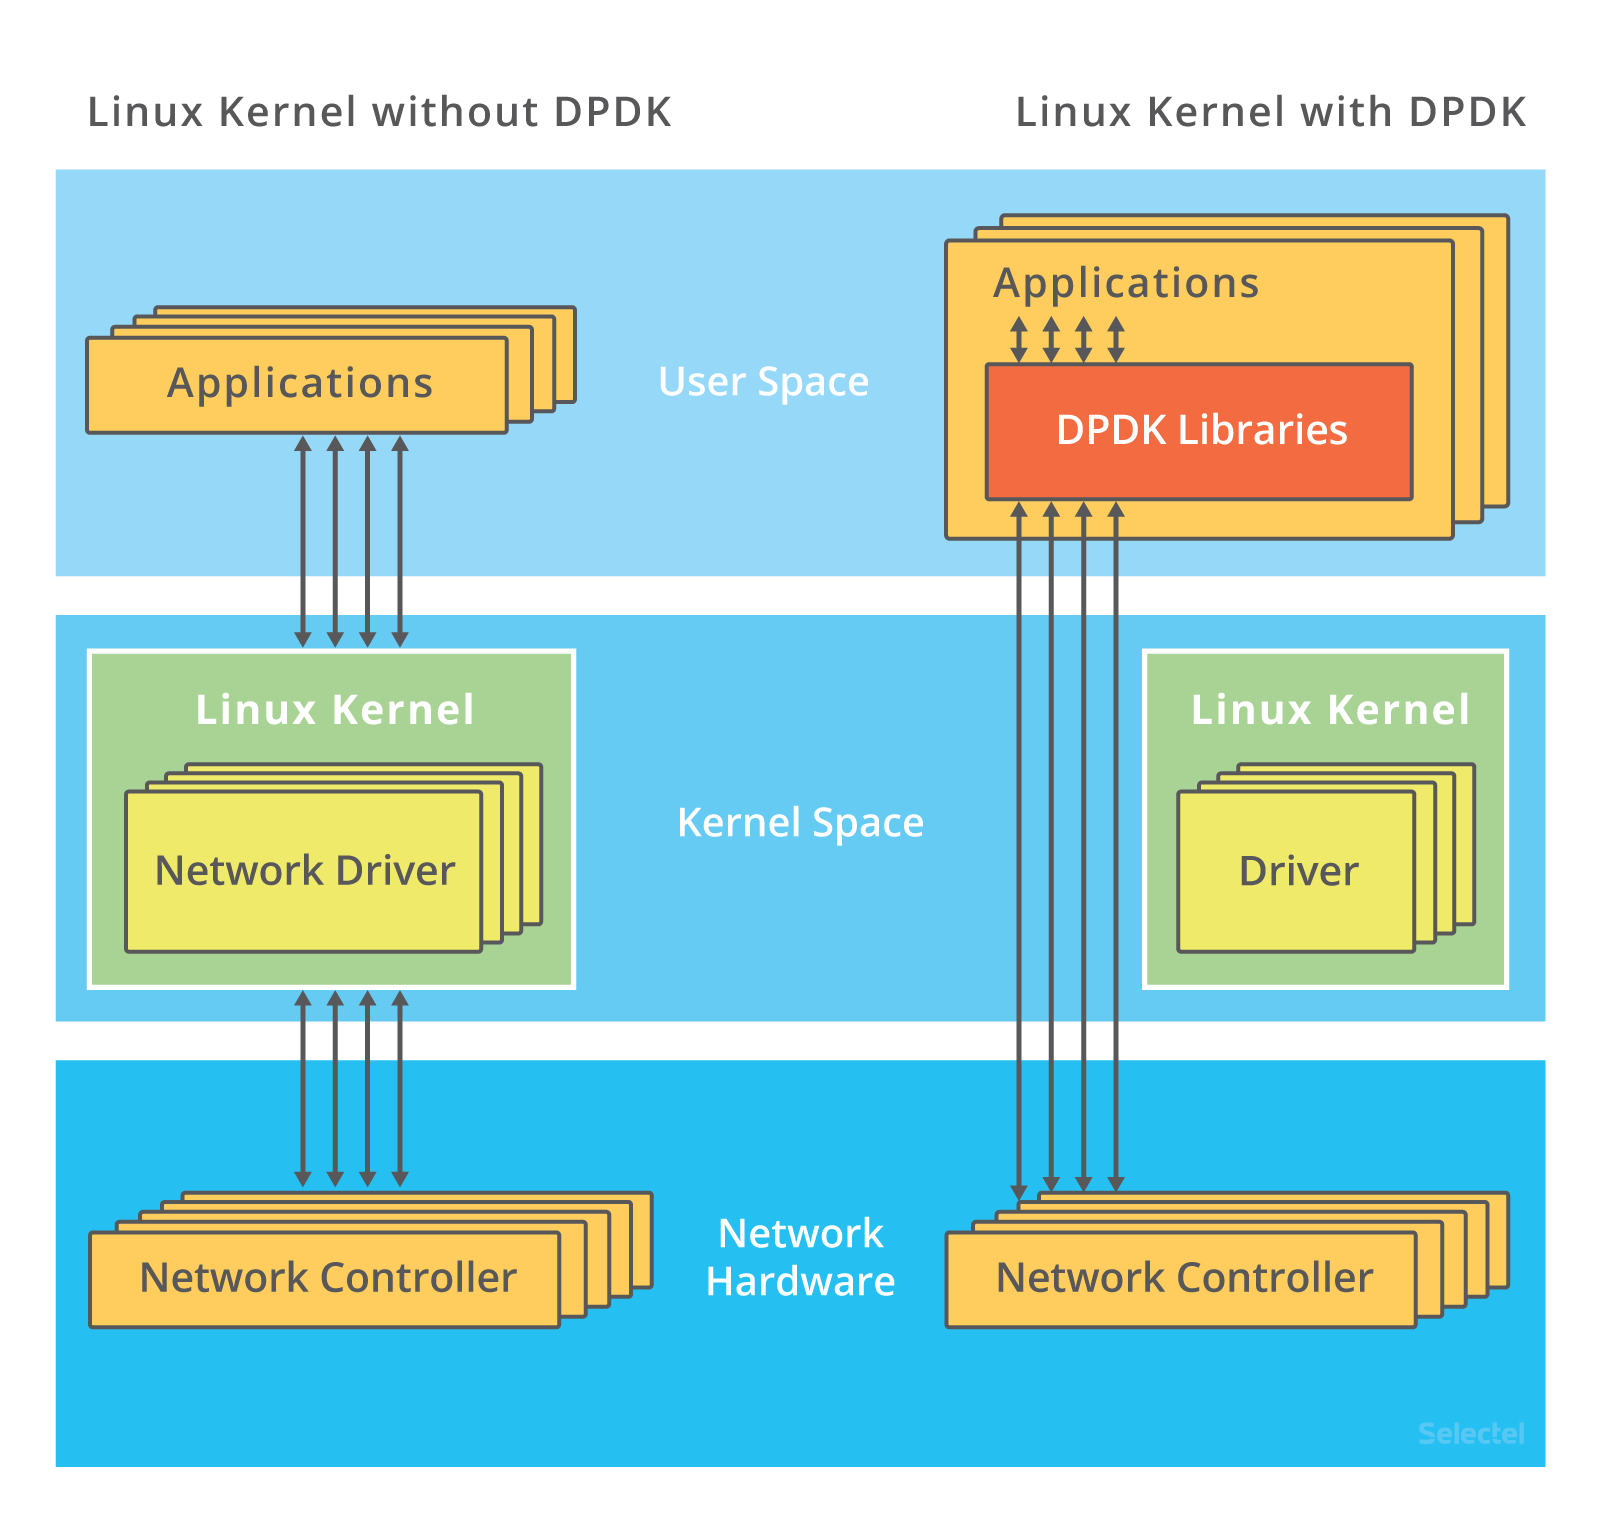 Linux Kernel without DPDK
Linux Kernel with DPDK
Applications
User Space
Applications
DPDK Libraries
Linux Kernel
Network Driver
Kernel Space
Linux Kernel
Driver
Network Controller
Network
Hardware
Network Controller
Selectel